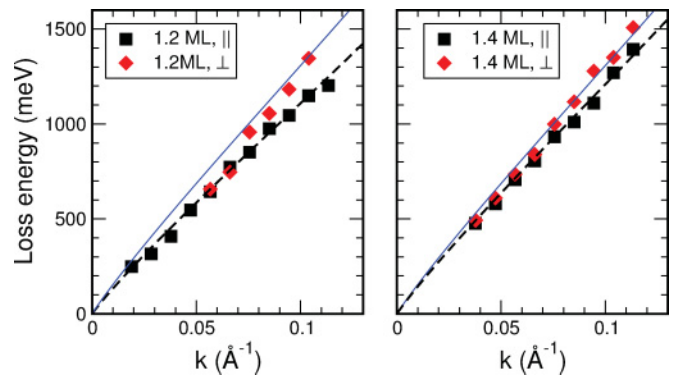 Loss energy (meV)
1500
1000
500
0
1.2 ML, ||
1.2ML, ⊥
0 0.05 0.1
k (Å⁻¹)
1.4 ML, ||
1.4 ML, ⊥
0 0.05 0.1
k (Å⁻¹)